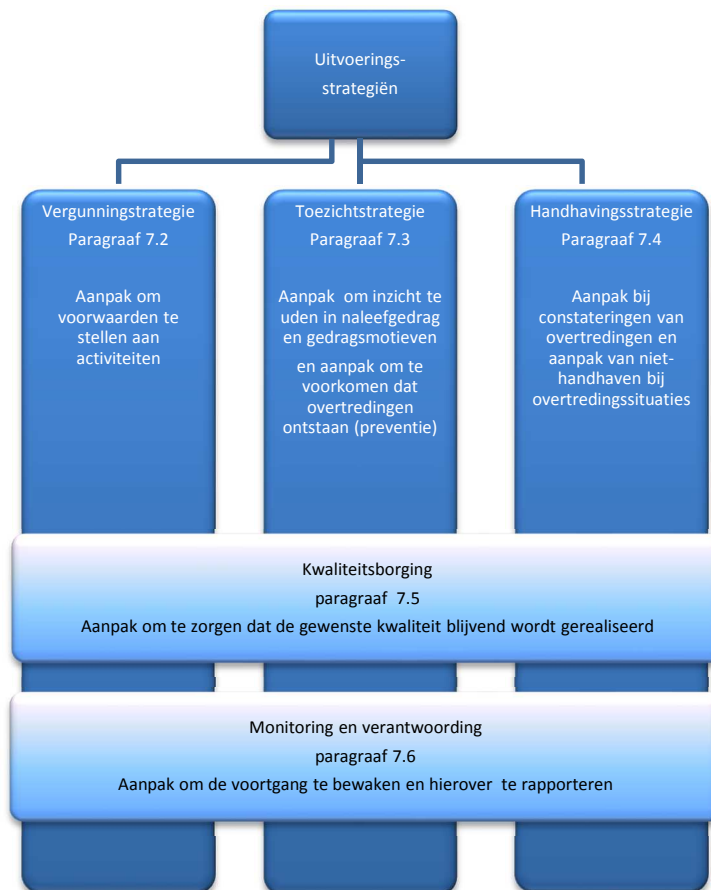 Uitvoerings-
strategiën
Vergunningstrategie
Paragraaf 7.2
Aanpak om
voorwaarden te
stellen aan
activiteiten
Toezichtstrategie
Paragraaf 7.3
Aanpak om inzicht te
uden in naleefgedrag
en gedragsmotieven
en aanpak om te
voorkomen dat
overtredingen
ontstaan (preventie)
Handhavingsstrategie
Paragraaf 7.4
Aanpak bij
constateringen van
overtredingen en
aanpak van niet-
handhaven bij
overtredingssituaties
Kwaliteitsborging
paragraaf 7.5
Aanpak om te zorgen dat de gewenste kwaliteit blijvend wordt gerealiseerd
Monitoring en verantwoording
paragraaf 7.6
Aanpak om de voortgang te bewaken en hierover te rapporteren